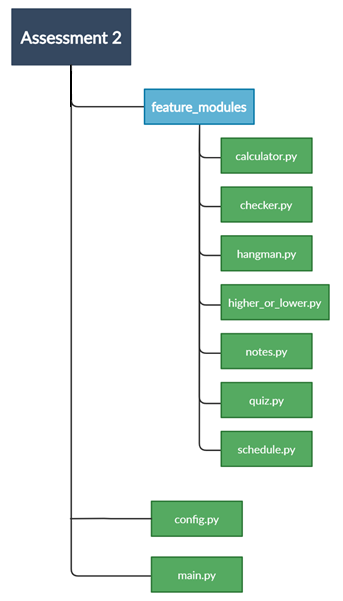 Assessment 2
feature_modules
calculator.py
checker.py
hangman.py
higher_or_lower.py
notes.py
quiz.py
schedule.py
config.py
main.py